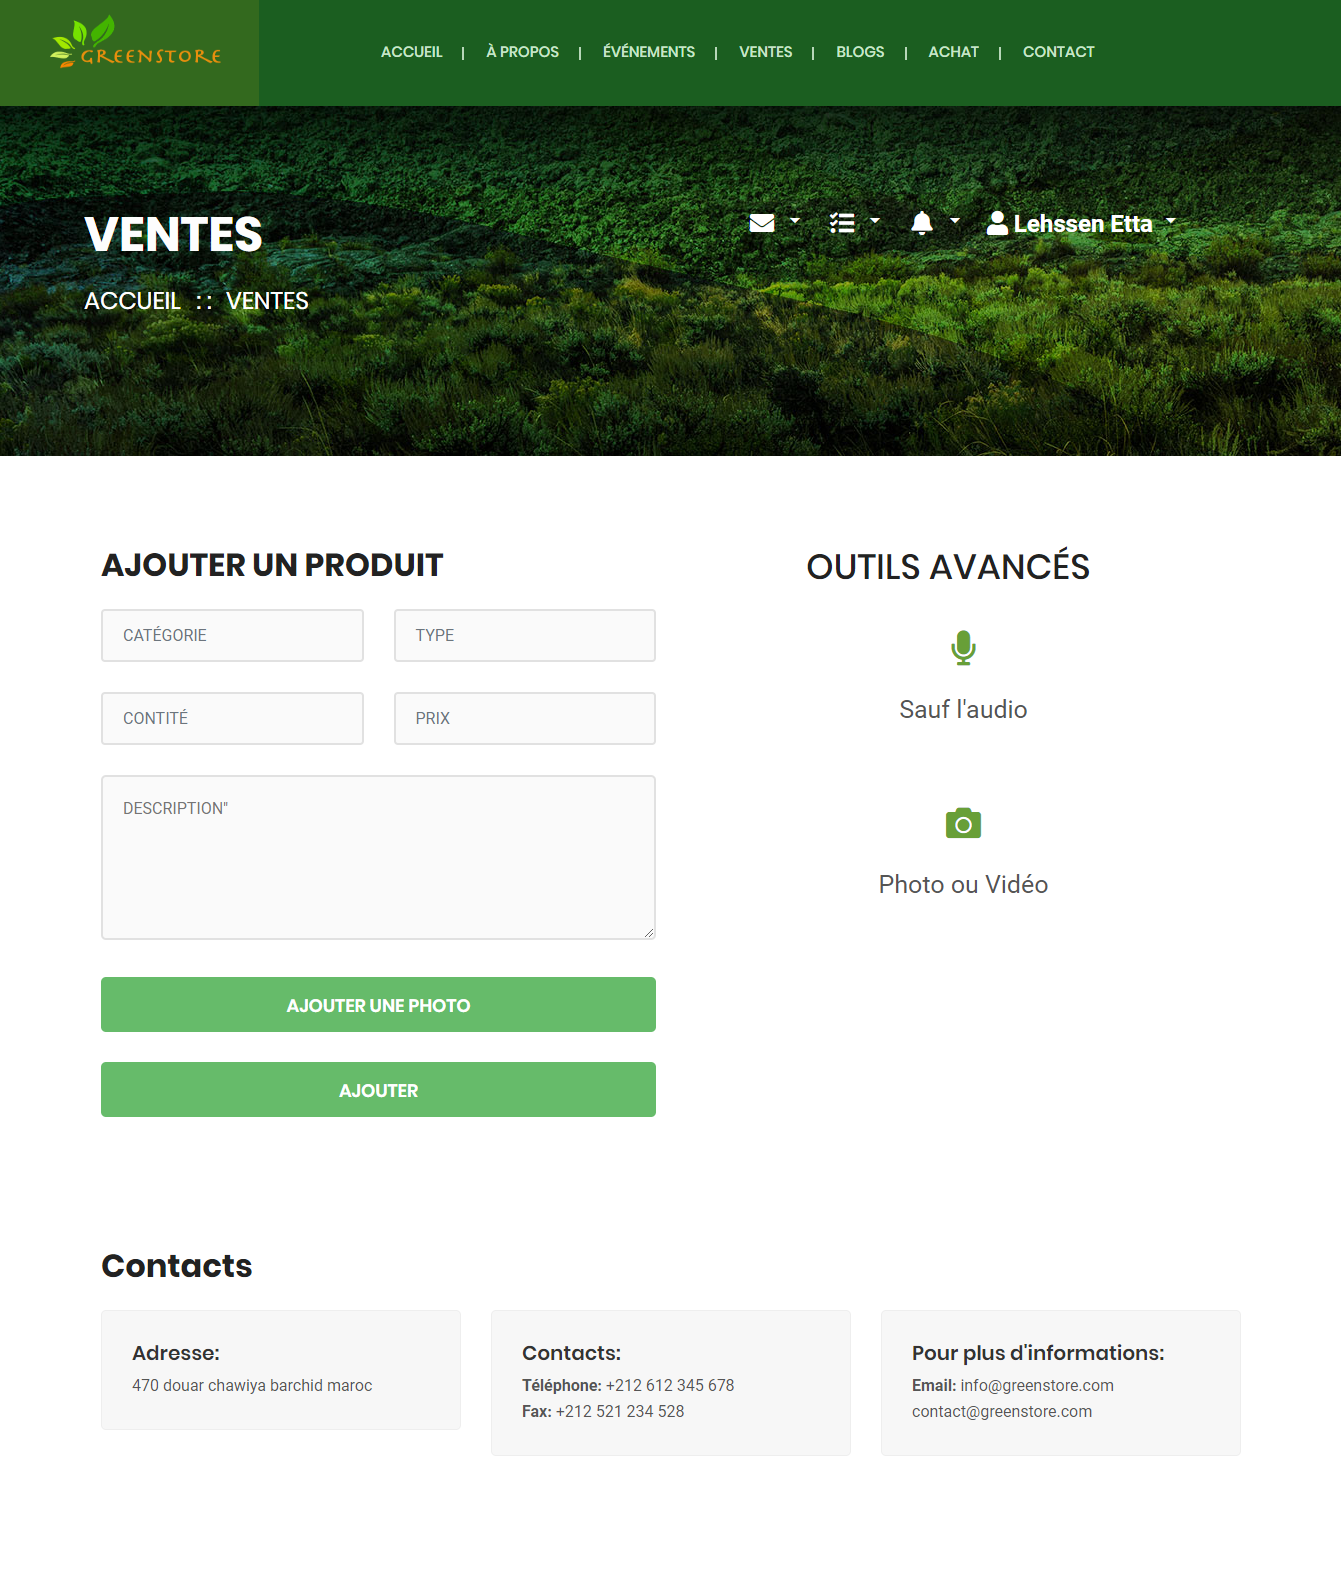 GREENSTORE
ACCUEIL | À PROPOS | ÉVÉNEMENTS | VENTES | BLOGS | ACHAT | CONTACT
VENTES
Lehssen Etta
ACCUEIL :: VENTES
AJOUTER UN PRODUIT
CATÉGORIE
TYPE
CONTITÉ
PRIX
DESCRIPTION"
AJOUTER UNE PHOTO
AJOUTER
OUTILS AVANCÉS
Sauf l'audio
Photo ou Vidéo
Contacts
Adresse:
470 douar chawiya barchid maroc
Contacts:
Téléphone: +212 612 345 678
Fax: +212 521 234 528
Pour plus d'informations:
Email: info@greenstore.com
contact@greenstore.com